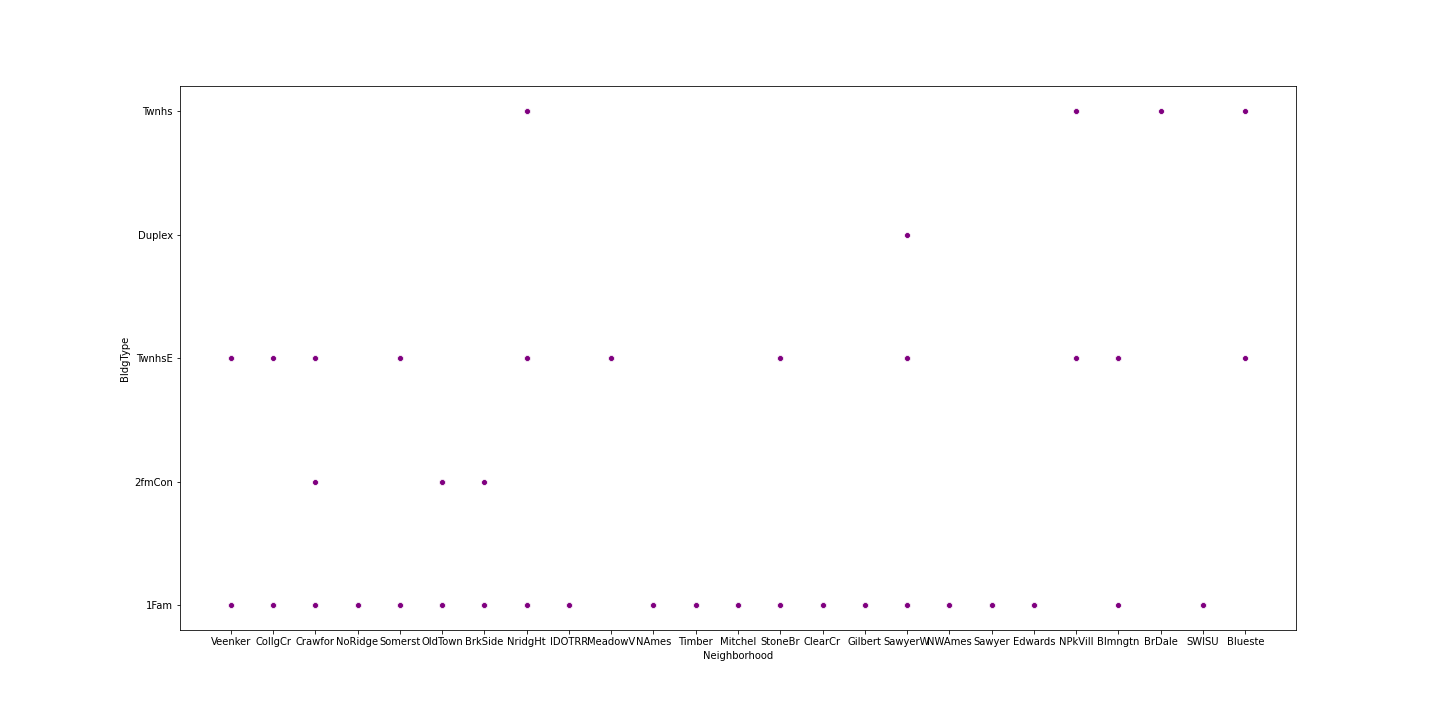 Twnhs
Duplex
TwnhsE
2fmCon
1Fam
BldgType
Veenker CollgCr Crawfor NoRidge Somerst OldTown BrkSide NridgHt IDOTRR MeadowV NAmes Timber Mitchel StoneBr ClearCr Gilbert SawyerW NWAmes Sawyer Edwards NPkVill Blmngtn BrDale SWISU Blueste
Neighborhood